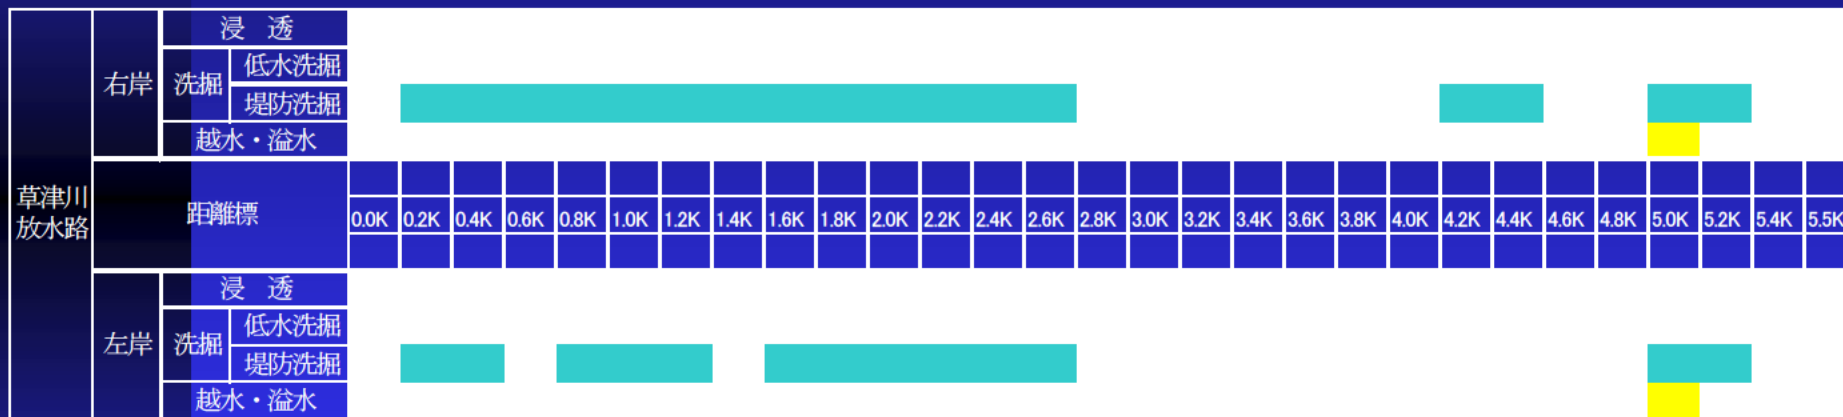 浸 透
低水洗掘
右岸
洗掘
堤防洗掘
越水・溢水
草津川
放水路
距離標
0.0K 0.2K 0.4K 0.6K 0.8K 1.0K 1.2K 1.4K 1.6K 1.8K 2.0K 2.2K 2.4K 2.6K 2.8K 3.0K 3.2K 3.4K 3.6K 3.8K 4.0K 4.2K 4.4K 4.6K 4.8K 5.0K 5.2K 5.4K 5.5K
浸 透
低水洗掘
左岸
洗掘
堤防洗掘
越水・溢水